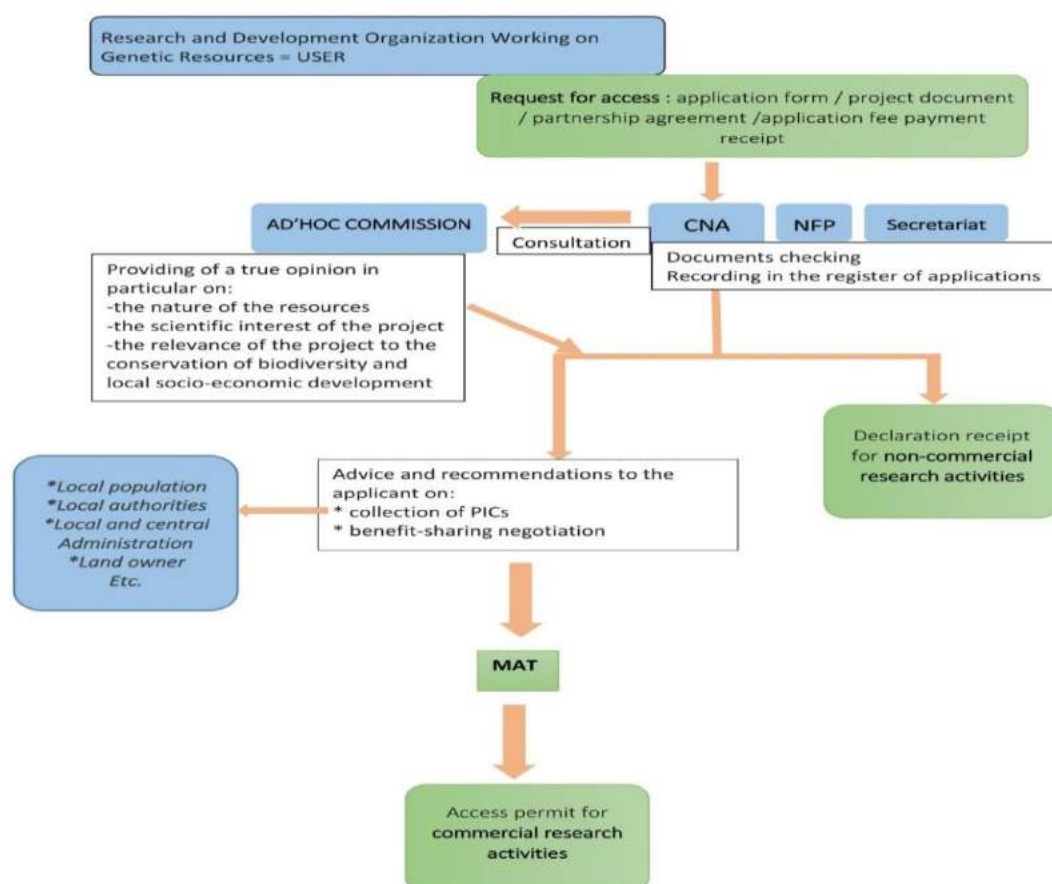 Research and Development Organization Working on
Genetic Resources = USER
Request for access : application form / project document
/ partnership agreement /application fee payment
receipt
AD'HOC COMMISSION
Consultation
CNA
NFP
Secretariat
Documents checking
Recording in the register of applications
Providing of a true opinion in
particular on:
-the nature of the resources
-the scientific interest of the project
-the relevance of the project to the
conservation of biodiversity and
local socio-economic development
Declaration receipt
for non-commercial
research activities
*Local population
*Local authorities
*Local and central
Administration
*Land owner
Etc.
Advice and recommendations to the
applicant on:
* collection of PICs
* benefit-sharing negotiation
MAT
Access permit for
commercial research
activities